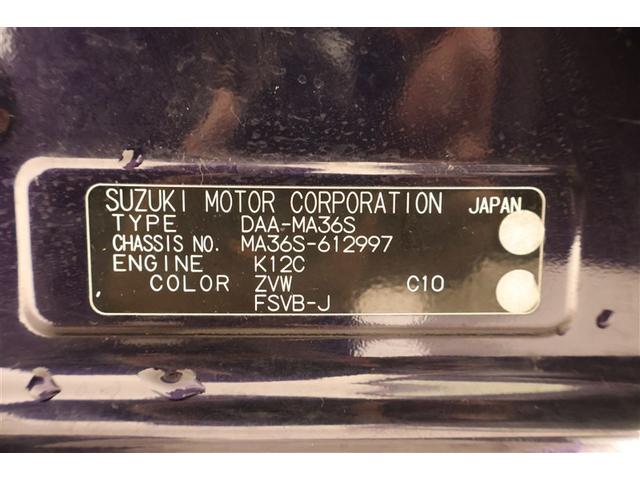 SUZUKI MOTOR CORPORATION JAPAN
TYPE DAA-MA36S
CHASSIS NO. MA36S-612997
ENGINE K12C
COLOR ZVW C10
FSVB-J